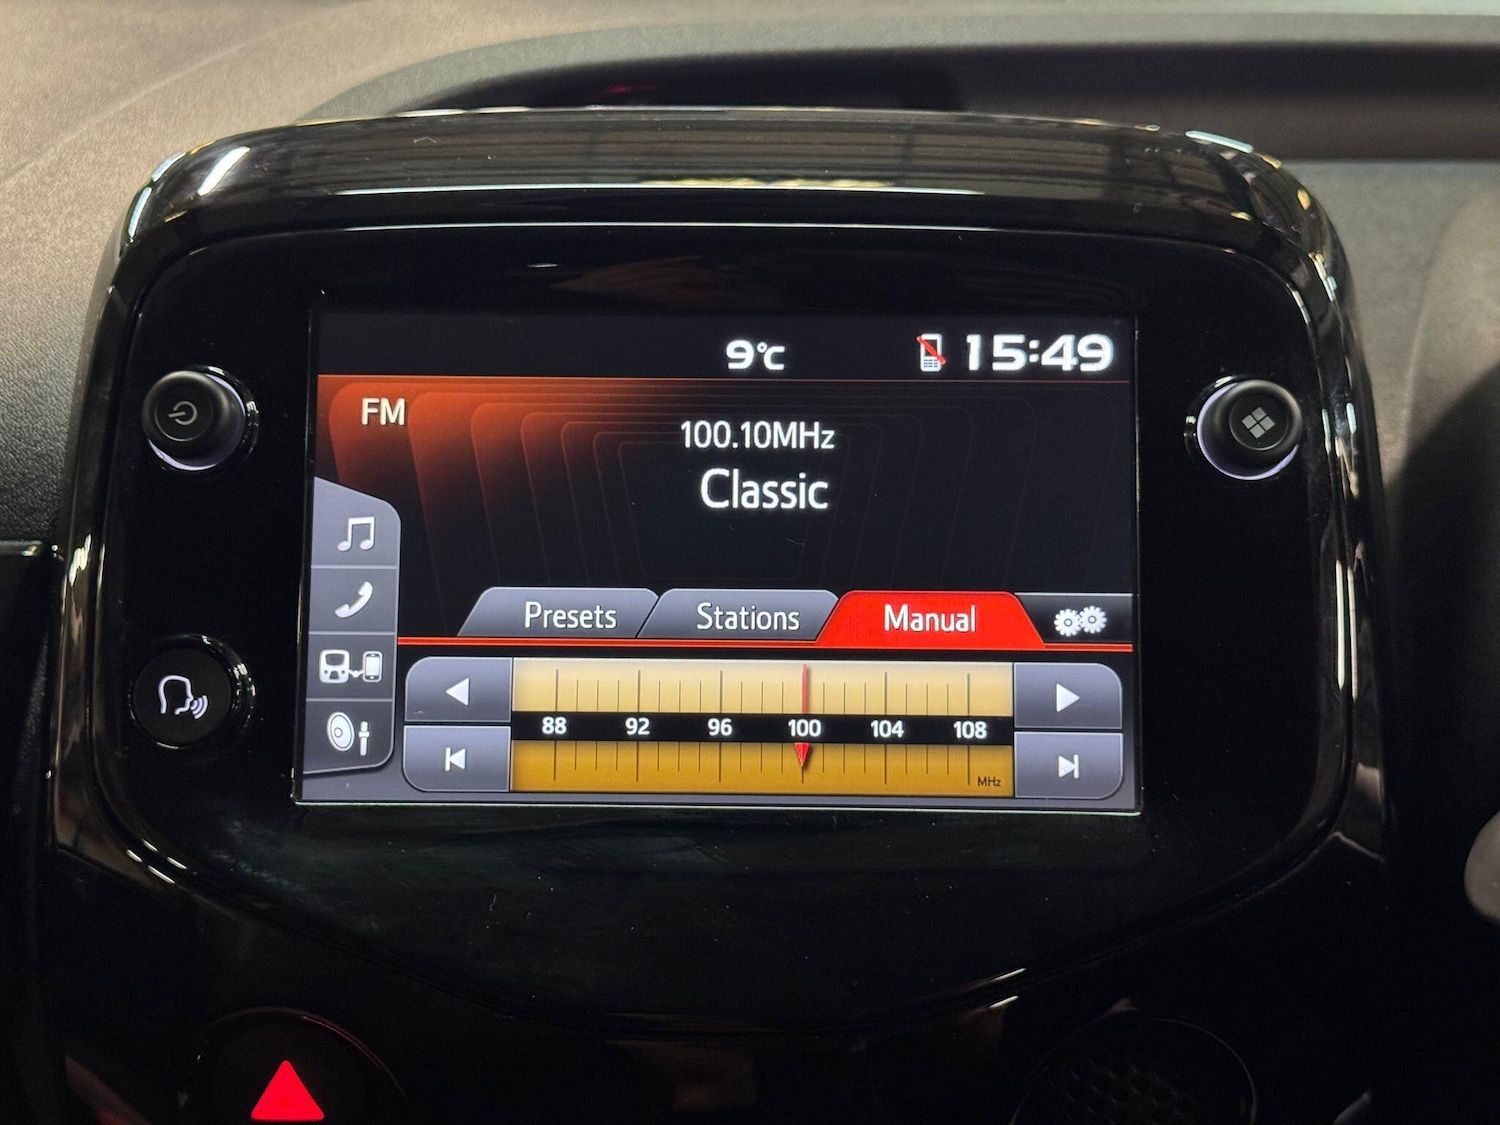 9°C 15:49
FM
100.10MHz
Classic
Presets Stations Manual
88 92 96 100 104 108
MHz